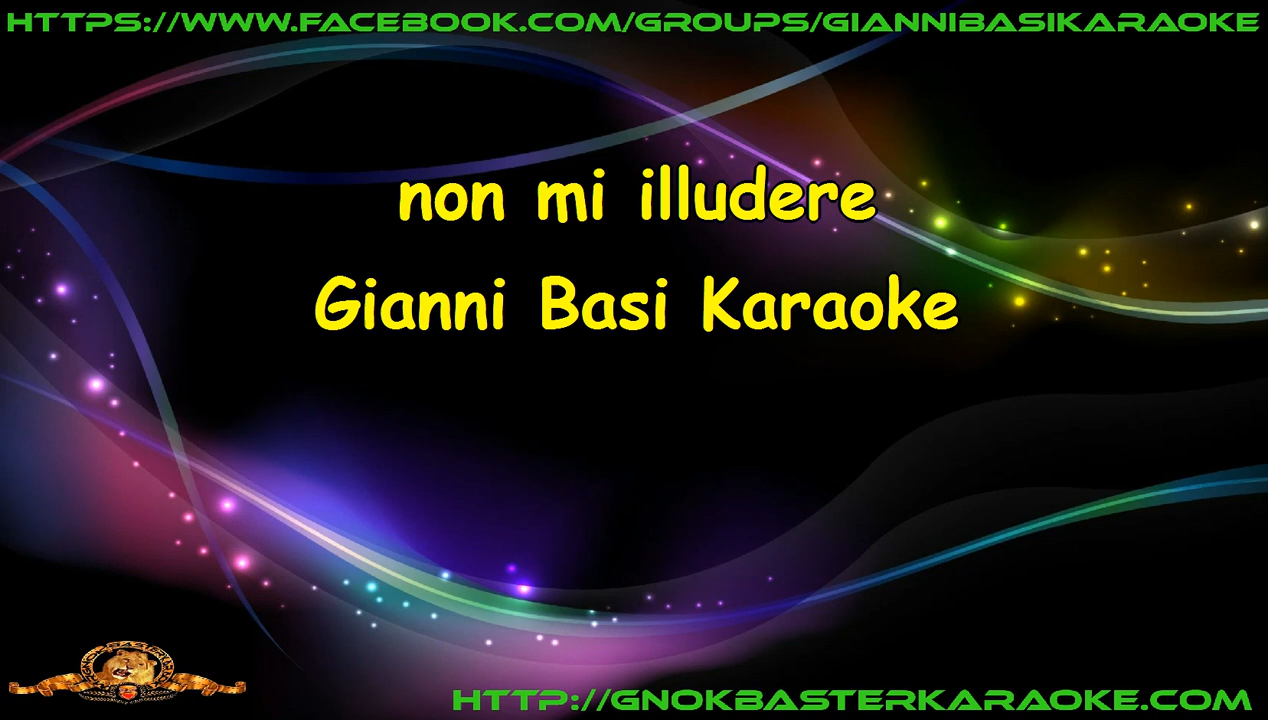 HTTPS://WWW.FACEBOOK.COM/GROUPS/GIANNIBASIKARAOKE
non mi illudere
Gianni Basi Karaoke
HTTP://GNOKBASTERKARAOKE.COM